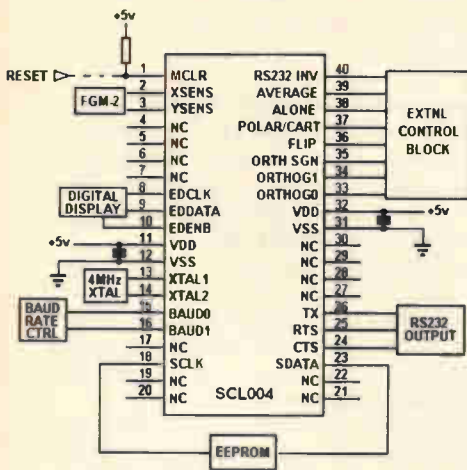 +5v
RESET
1 MCLR RS232 INV 40
2 XSENS AVERAGE 39
FGM-2
3 YSENS ALONE 38
4 NC POLAR/CART 37
5 NC FLIP 36
6 NC ORTH SGN 35
7 NC ORTHOG1 34
EXTNL
CONTROL
BLOCK
8 EDCLK ORTHOG0 33
DIGITAL
DISPLAY
9 EDDATA VDD 32 +5v
10 EDENB VSS 31
+5v 11 VDD NC 30
12 VSS NC 29
4MHz
XTAL
13 XTAL1 NC 28
14 XTAL2 NC 27
BAUD
RATE
CTRL
15 BAUD0 TX 26
16 BAUD1 RTS 25
RS232
OUTPUT
17 NC CTS 24
18 SCLK SDATA 23
19 NC NC 22
20 NC NC 21
SCL004
EEPROM